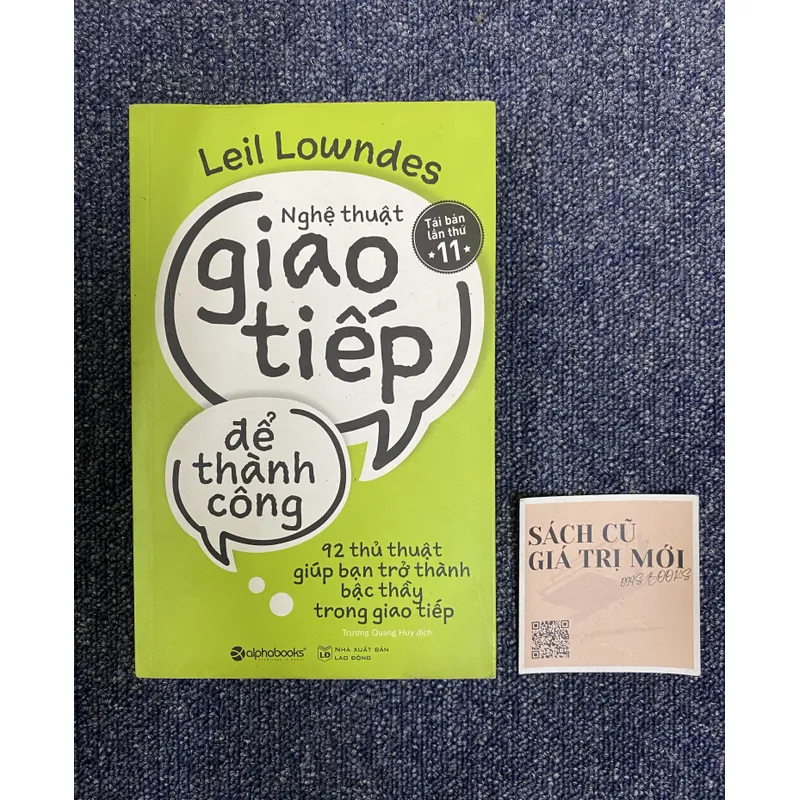 Leil Lowndes
Nghệ thuật
giao
tiếp
Tái bản
lần thứ
11
để
thành
công
92 thủ thuật
giúp bạn trở thành
bậc thầy
trong giao tiếp
Trương Quang Huy dịch
alphabooks
NHÀ XUẤT BẢN
LAO ĐỘNG
SÁCH CŨ
GIÁ TRỊ MỚI
BOOKS